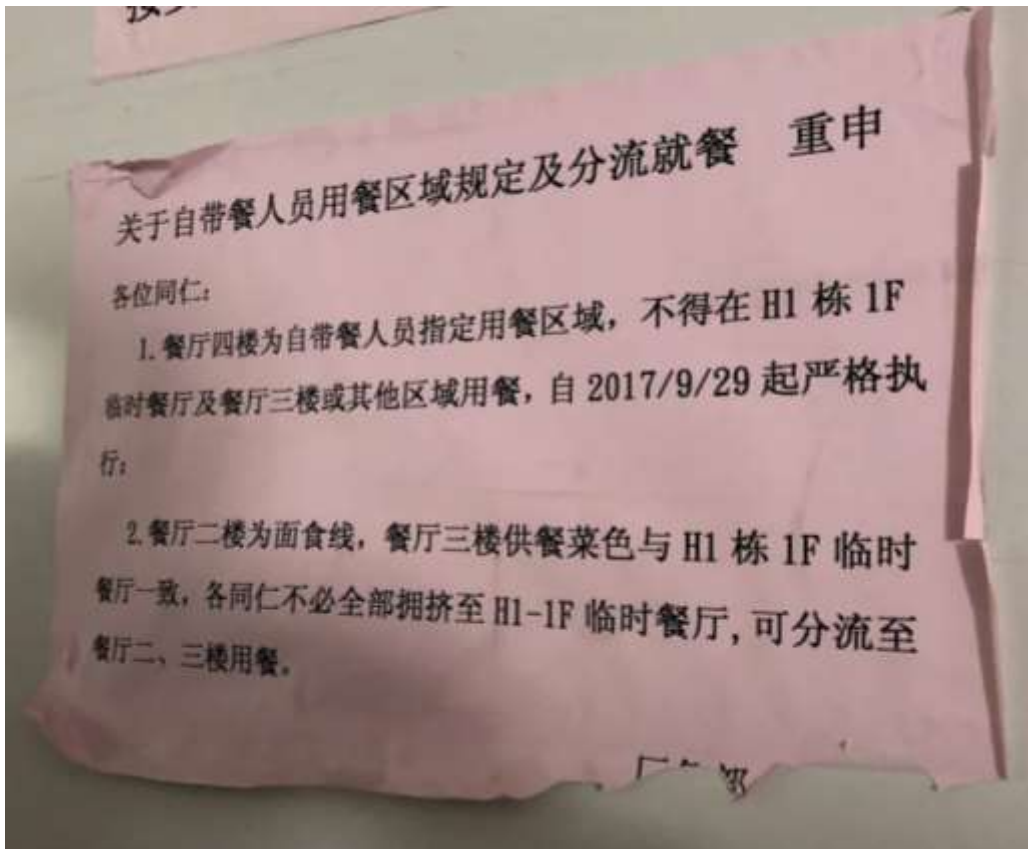 关于自带餐人员用餐区域规定及分流就餐 重申
各位同仁：
1.餐厅四楼为自带餐人员指定用餐区域，不得在 H1 栋 1F
临时餐厅及餐厅三楼或其他区域用餐，自 2017/9/29 起严格执
行；
2.餐厅二楼为面食线，餐厅三楼供餐菜色与 H1 栋 1F 临时
餐厅一致，各同仁不必全部拥挤至 H1-1F 临时餐厅,可分流至
餐厅二、三楼用餐。